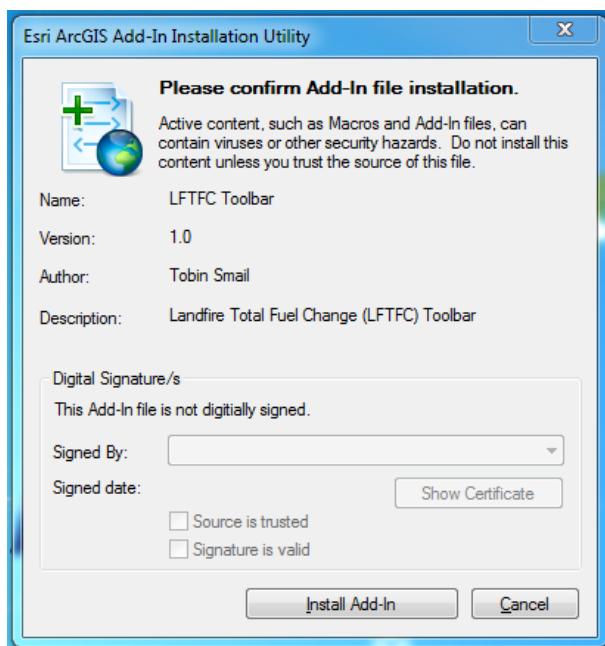 Esri ArcGIS Add-In Installation Utility
Please confirm Add-In file installation.
Active content, such as Macros and Add-In files, can
contain viruses or other security hazards. Do not install this
content unless you trust the source of this file.
Name: LFTFC Toolbar
Version: 1.0
Author: Tobin Smail
Description: Landfire Total Fuel Change (LFTFC) Toolbar
Digital Signature/s
This Add-In file is not digitially signed.
Signed By:
Signed date: Show Certificate
Source is trusted
Signature is valid
Install Add-In Cancel